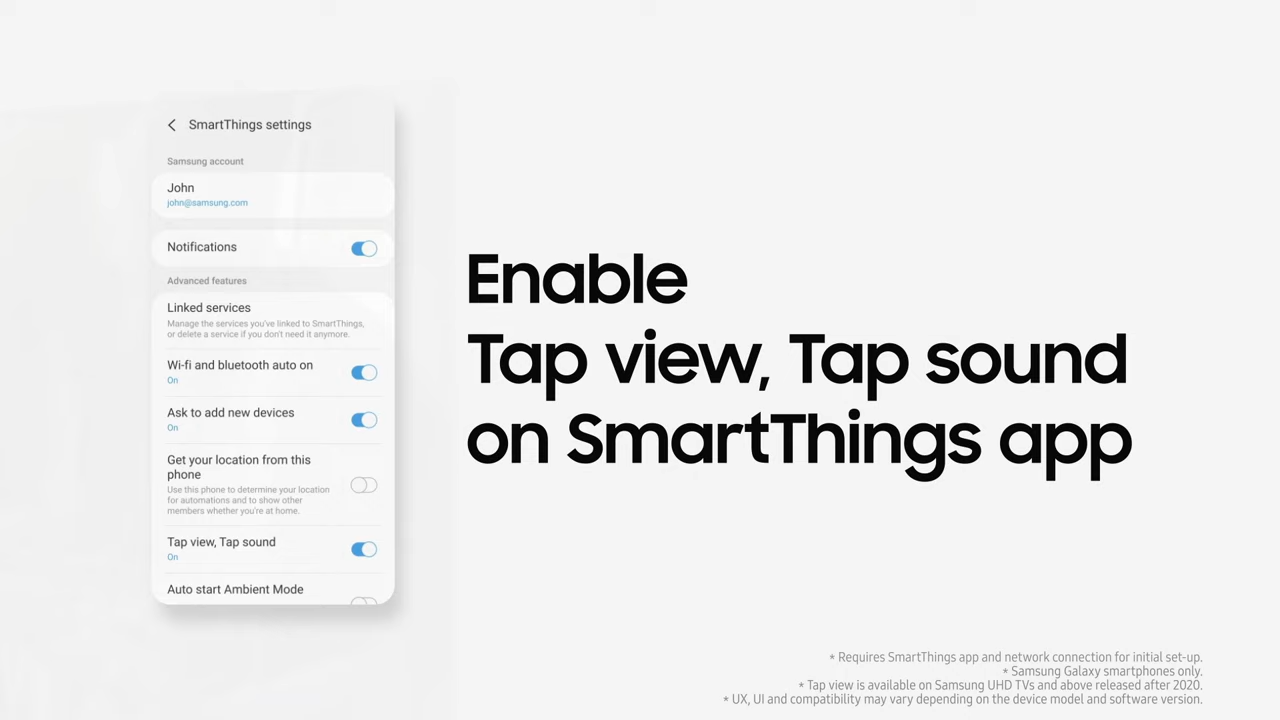 SmartThings settings
Samsung account
John
john@samsung.com
Notifications
Advanced features
Linked services
Manage the services you've linked to SmartThings,
or delete a service if you don't need it anymore.
Wi-fi and bluetooth auto on
On
Ask to add new devices
On
Get your location from this
phone
Use this phone to determine your location
for automations and to show other
members whether you're at home.
Tap view, Tap sound
On
Auto start Ambient Mode
Enable
Tap view, Tap sound
on SmartThings app
* Requires SmartThings app and network connection for initial set-up.
* Samsung Galaxy smartphones only.
* Tap view is available on Samsung UHD TVs and above released after 2020.
* UX, UI and compatibility may vary depending on the device model and software version.